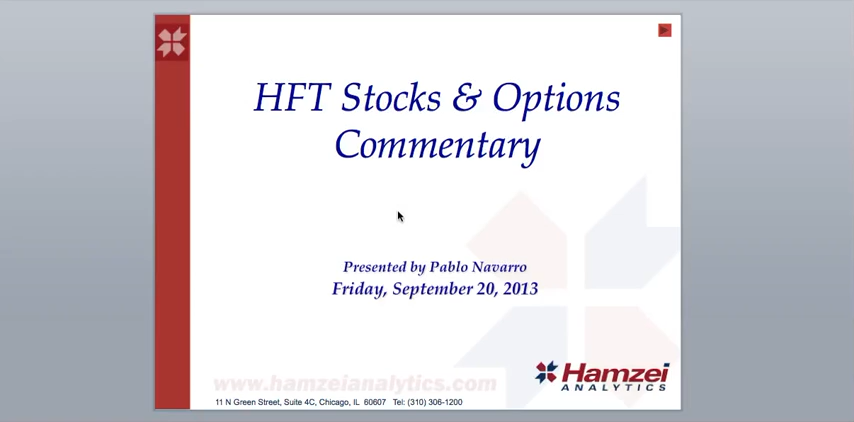 HFT Stocks & Options
Commentary
Presented by Pablo Navarro
Friday, September 20, 2013
www.hamzeianalytics.com
Hamzei
ANALYTICS
11 N Green Street, Suite 4C, Chicago, IL 60607 Tel: (310) 306-1200